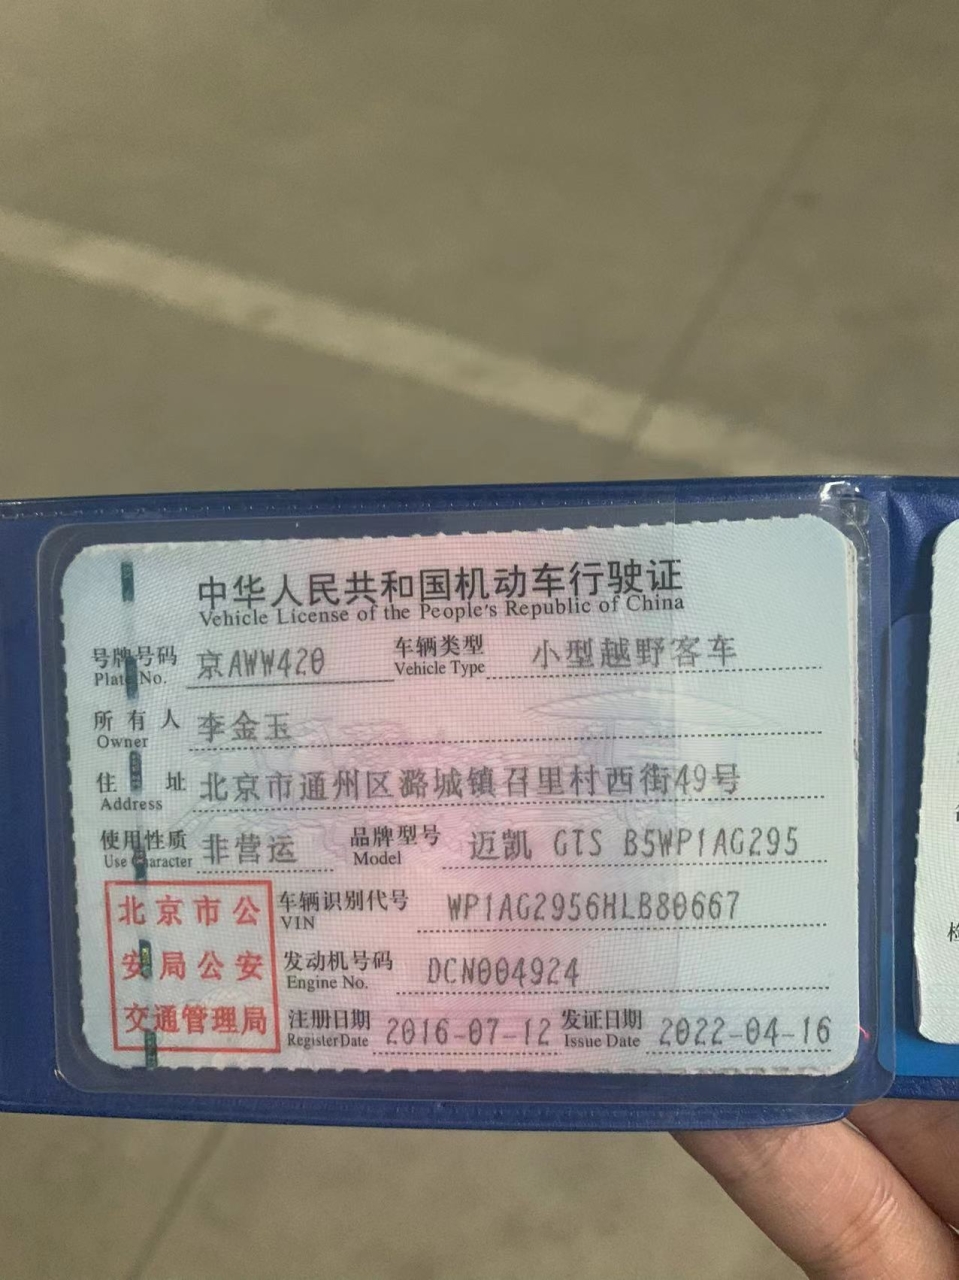 中华人民共和国机动车行驶证
Vehicle License of the People's Republic of China
号牌号码 京AWW420 车辆类型 小型越野客车
Plate No. Vehicle Type
所有人 李金玉
Owner
住址 北京市通州区潞城镇召里村西街49号
Address
使用性质 非营运 品牌型号 迈凯 GTS B5WP1AG295
Use Character Model
北京市公安局公安交通管理局
车辆识别代号 WP1AG2956HLB80667
VIN
发动机号码 DCN004924
Engine No.
注册日期 2016-07-12 发证日期 2022-04-16
Register Date Issue Date